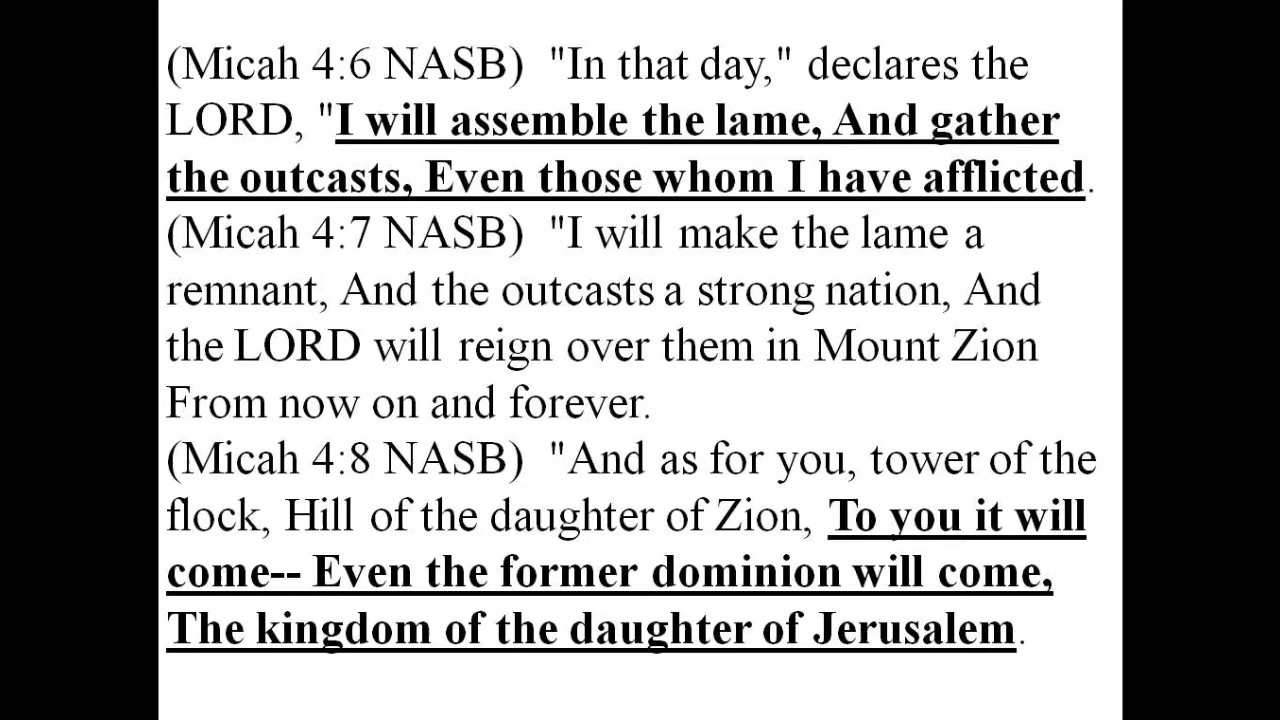 (Micah 4:6 NASB)  "In that day," declares the
LORD, "I will assemble the lame, And gather
the outcasts, Even those whom I have afflicted.
(Micah 4:7 NASB)  "I will make the lame a
remnant, And the outcasts a strong nation, And
the LORD will reign over them in Mount Zion
From now on and forever.
(Micah 4:8 NASB)  "And as for you, tower of the
flock, Hill of the daughter of Zion, To you it will
come-- Even the former dominion will come,
The kingdom of the daughter of Jerusalem.